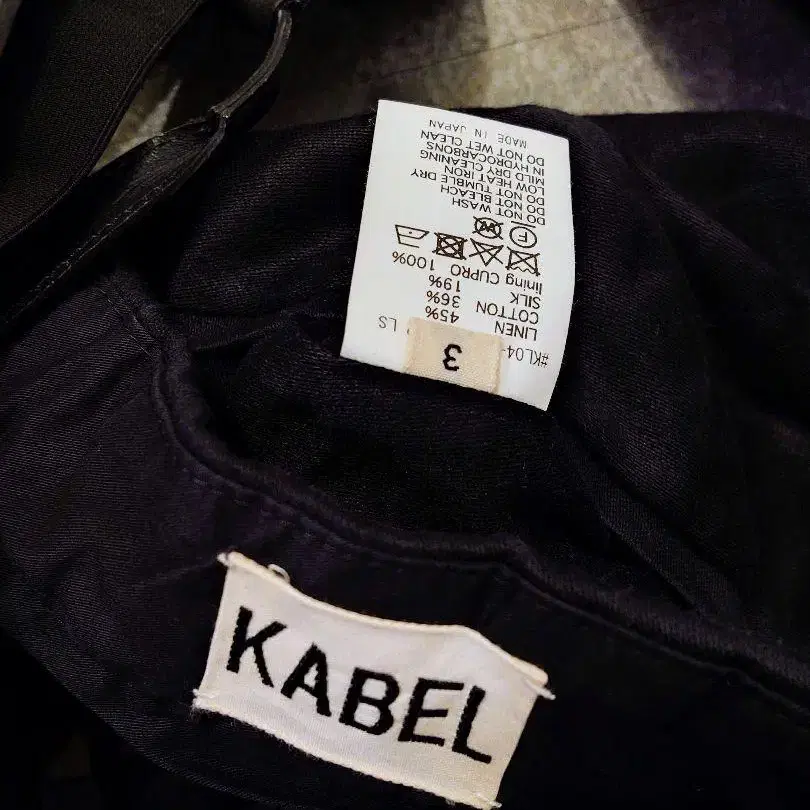 #KL04-
LS
LINEN 45%
COTTON 36%
SILK 19%
lining CUPRO 100%
F W
DO NOT WASH
DO NOT BLEACH
DO NOT TUMBLE DRY
LOW HEAT IRON
MILD DRY CLEANING
IN HYDROCARBONS
DO NOT WET CLEAN
MADE IN JAPAN
3
KABEL